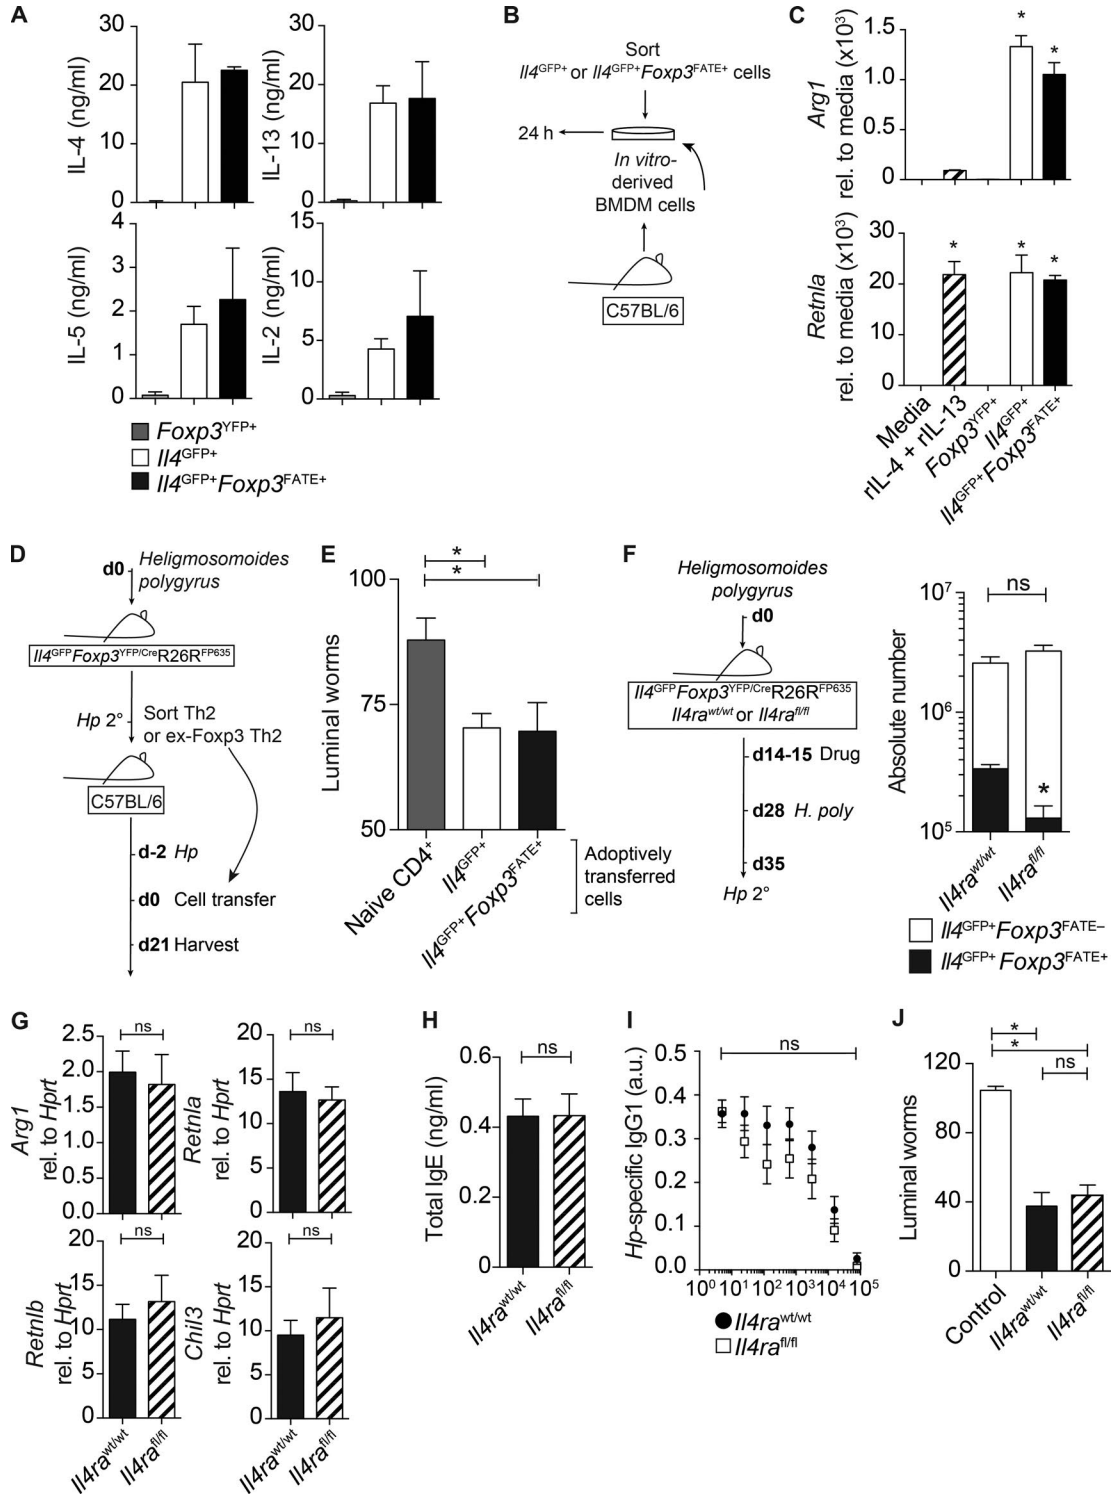 A
IL-4 (ng/ml)
30
20
10
0
IL-13 (ng/ml)
30
20
10
0
IL-5 (ng/ml)
4
3
2
1
0
IL-2 (ng/ml)
15
10
5
0
Foxp3YFP+
Il4GFP+
Il4GFP+Foxp3FATE+
B
Sort
Il4GFP+ or Il4GFP+Foxp3FATE+ cells
24 h
In vitro-
derived
BMDM cells
C57BL/6
C
Arg1
rel. to media (x10³)
1.5
1.0
0.5
0
*
*
Retnla
rel. to media (x10³)
30
20
10
0
*
*
*
Media
rIL-4 + rIL-13
Foxp3YFP+
Il4GFP+
Il4GFP+Foxp3FATE+
D
d0
Heligmosomoides
polygyrus
Il4GFPFoxp3YFP/CreR26RFP635
Hp 2°
Sort Th2
or ex-Foxp3 Th2
C57BL/6
d-2 Hp
d0 Cell transfer
d21 Harvest
E
Luminal worms
100
75
50
*
*
Naive CD4+
Il4GFP+
Il4GFP+Foxp3FATE+
Adoptively
transferred
cells
F
Heligmosomoides
polygyrus
d0
Il4GFPFoxp3YFP/CreR26RFP635
Il4rawt/wt or Il4rafl/fl
d14-15 Drug
d28 H. poly
d35
Hp 2°
Absolute number
10⁷
10⁶
10⁵
ns
*
Il4rawt/wt
Il4rafl/fl
Il4GFP+Foxp3FATE–
Il4GFP+Foxp3FATE+
G
Arg1
rel. to Hprt
2.5
2.0
1.5
1.0
0.5
0.0
ns
Retnla
rel. to Hprt
20
15
10
5
0
ns
Retnlb
rel. to Hprt
20
15
10
5
0
ns
Chil3
rel. to Hprt
20
15
10
5
0
ns
Il4rawt/wt
Il4rafl/fl
Il4rawt/wt
Il4rafl/fl
H
Total IgE (ng/ml)
0.6
0.4
0.2
0
ns
Il4rawt/wt
Il4rafl/fl
I
Hp-specific IgG1 (a.u.)
0.5
0.4
0.3
0.2
0.1
0.0
ns
10⁰ 10¹ 10² 10³ 10⁴ 10⁵
Il4rawt/wt
Il4rafl/fl
J
Luminal worms
120
80
40
0
*
*
ns
Control
Il4rawt/wt
Il4rafl/fl